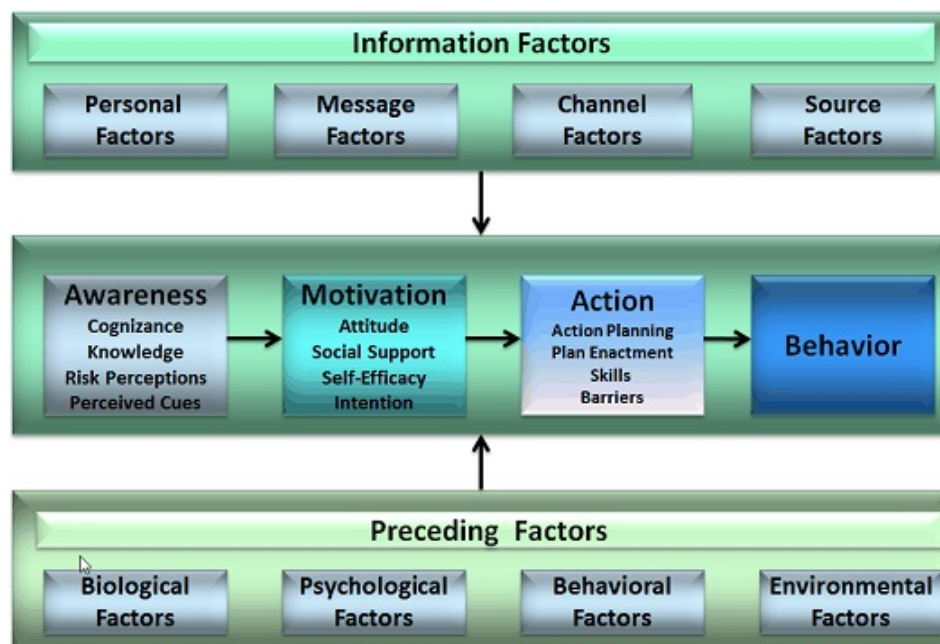 Information Factors
Personal Message Channel Source
Factors Factors Factors Factors
Awareness
Cognizance
Knowledge
Risk Perceptions
Perceived Cues
Motivation
Attitude
Social Support
Self-Efficacy
Intention
Action
Action Planning
Plan Enactment
Skills
Barriers
Behavior
Preceding Factors
Biological Psychological Behavioral Environmental
Factors Factors Factors Factors